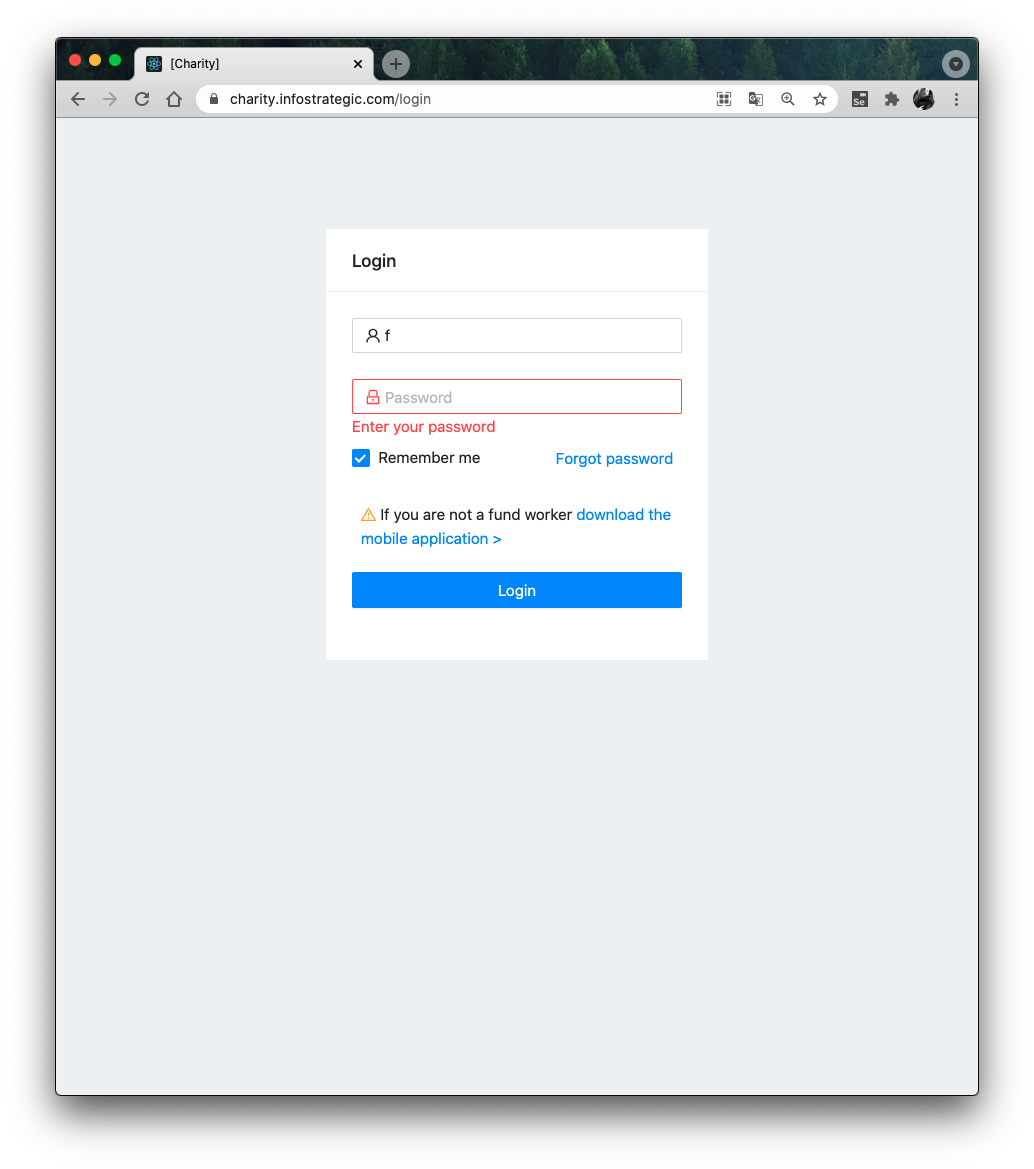 [Charity]
charity.infostrategic.com/login
Se
Login
f
Password
Enter your password
Remember me
Forgot password
If you are not a fund worker download the
mobile application >
Login